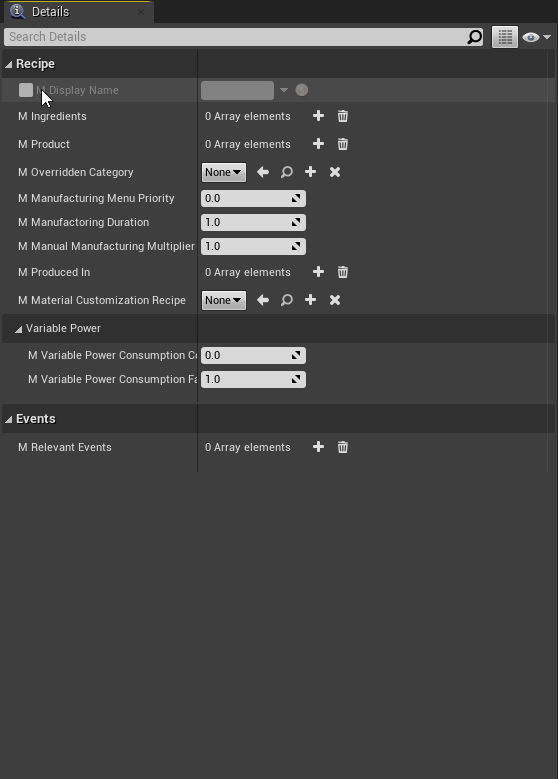 Details
Search Details
Recipe
M Display Name
M Ingredients 0 Array elements
M Product 0 Array elements
M Overridden Category None
M Manufacturing Menu Priority 0.0
M Manufactoring Duration 1.0
M Manual Manufacturing Multiplier 1.0
M Produced In 0 Array elements
M Material Customization Recipe None
Variable Power
M Variable Power Consumption Co 0.0
M Variable Power Consumption Fa 1.0
Events
M Relevant Events 0 Array elements